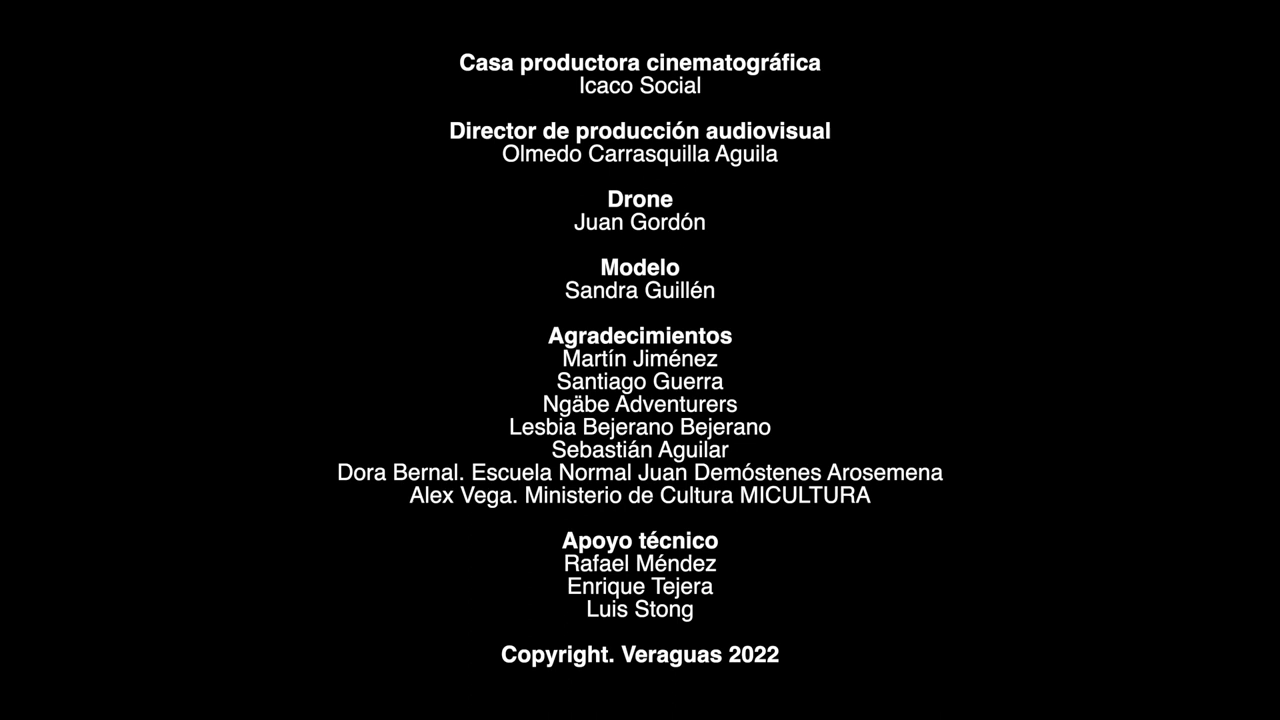 Casa productora cinematográfica
Icaco Social
Director de producción audiovisual
Olmedo Carrasquilla Aguila
Drone
Juan Gordón
Modelo
Sandra Guillén
Agradecimientos
Martín Jiménez
Santiago Guerra
Ngäbe Adventurers
Lesbia Bejerano Bejerano
Sebastián Aguilar
Dora Bernal. Escuela Normal Juan Demóstenes Arosemena
Alex Vega. Ministerio de Cultura MICULTURA
Apoyo técnico
Rafael Méndez
Enrique Tejera
Luis Stong
Copyright. Veraguas 2022